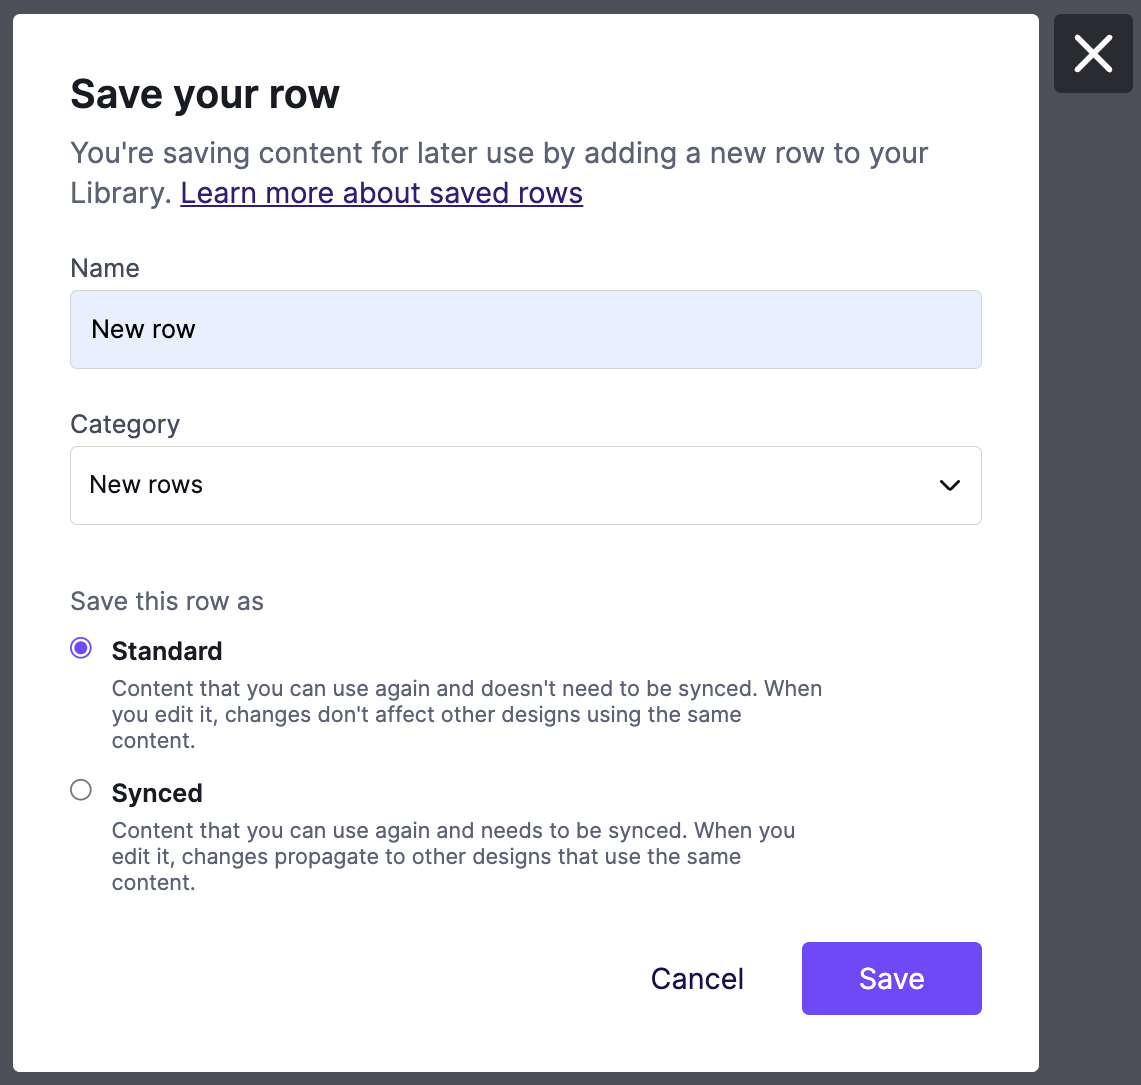 Save your row
You're saving content for later use by adding a new row to your
Library. Learn more about saved rows
Name
New row
Category
New rows
Save this row as
Standard
Content that you can use again and doesn't need to be synced. When
you edit it, changes don't affect other designs using the same
content.
Synced
Content that you can use again and needs to be synced. When you
edit it, changes propagate to other designs that use the same
content.
Cancel
Save